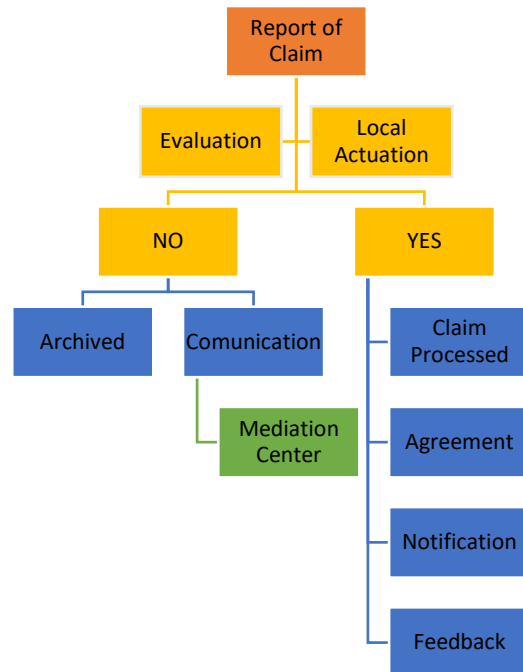 Report of
Claim
Evaluation
Local
Actuation
NO
YES
Archived
Comunication
Claim
Processed
Mediation
Center
Agreement
Notification
Feedback